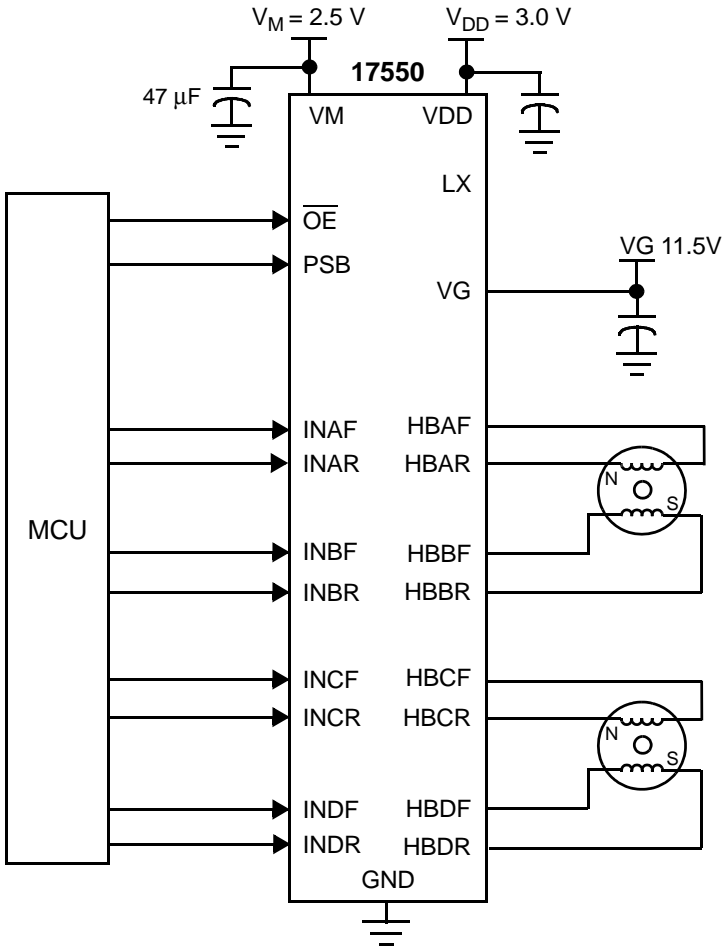 V_M = 2.5 V
V_DD = 3.0 V
17550
47 μF
VM
VDD
LX
O̅E̅
PSB
VG 11.5V
VG
INAF
HBAF
INAR
HBAR
N
S
MCU
INBF
HBBF
INBR
HBBR
INCF
HBCF
INCR
HBCR
N
S
INDF
HBDF
INDR
HBDR
GND